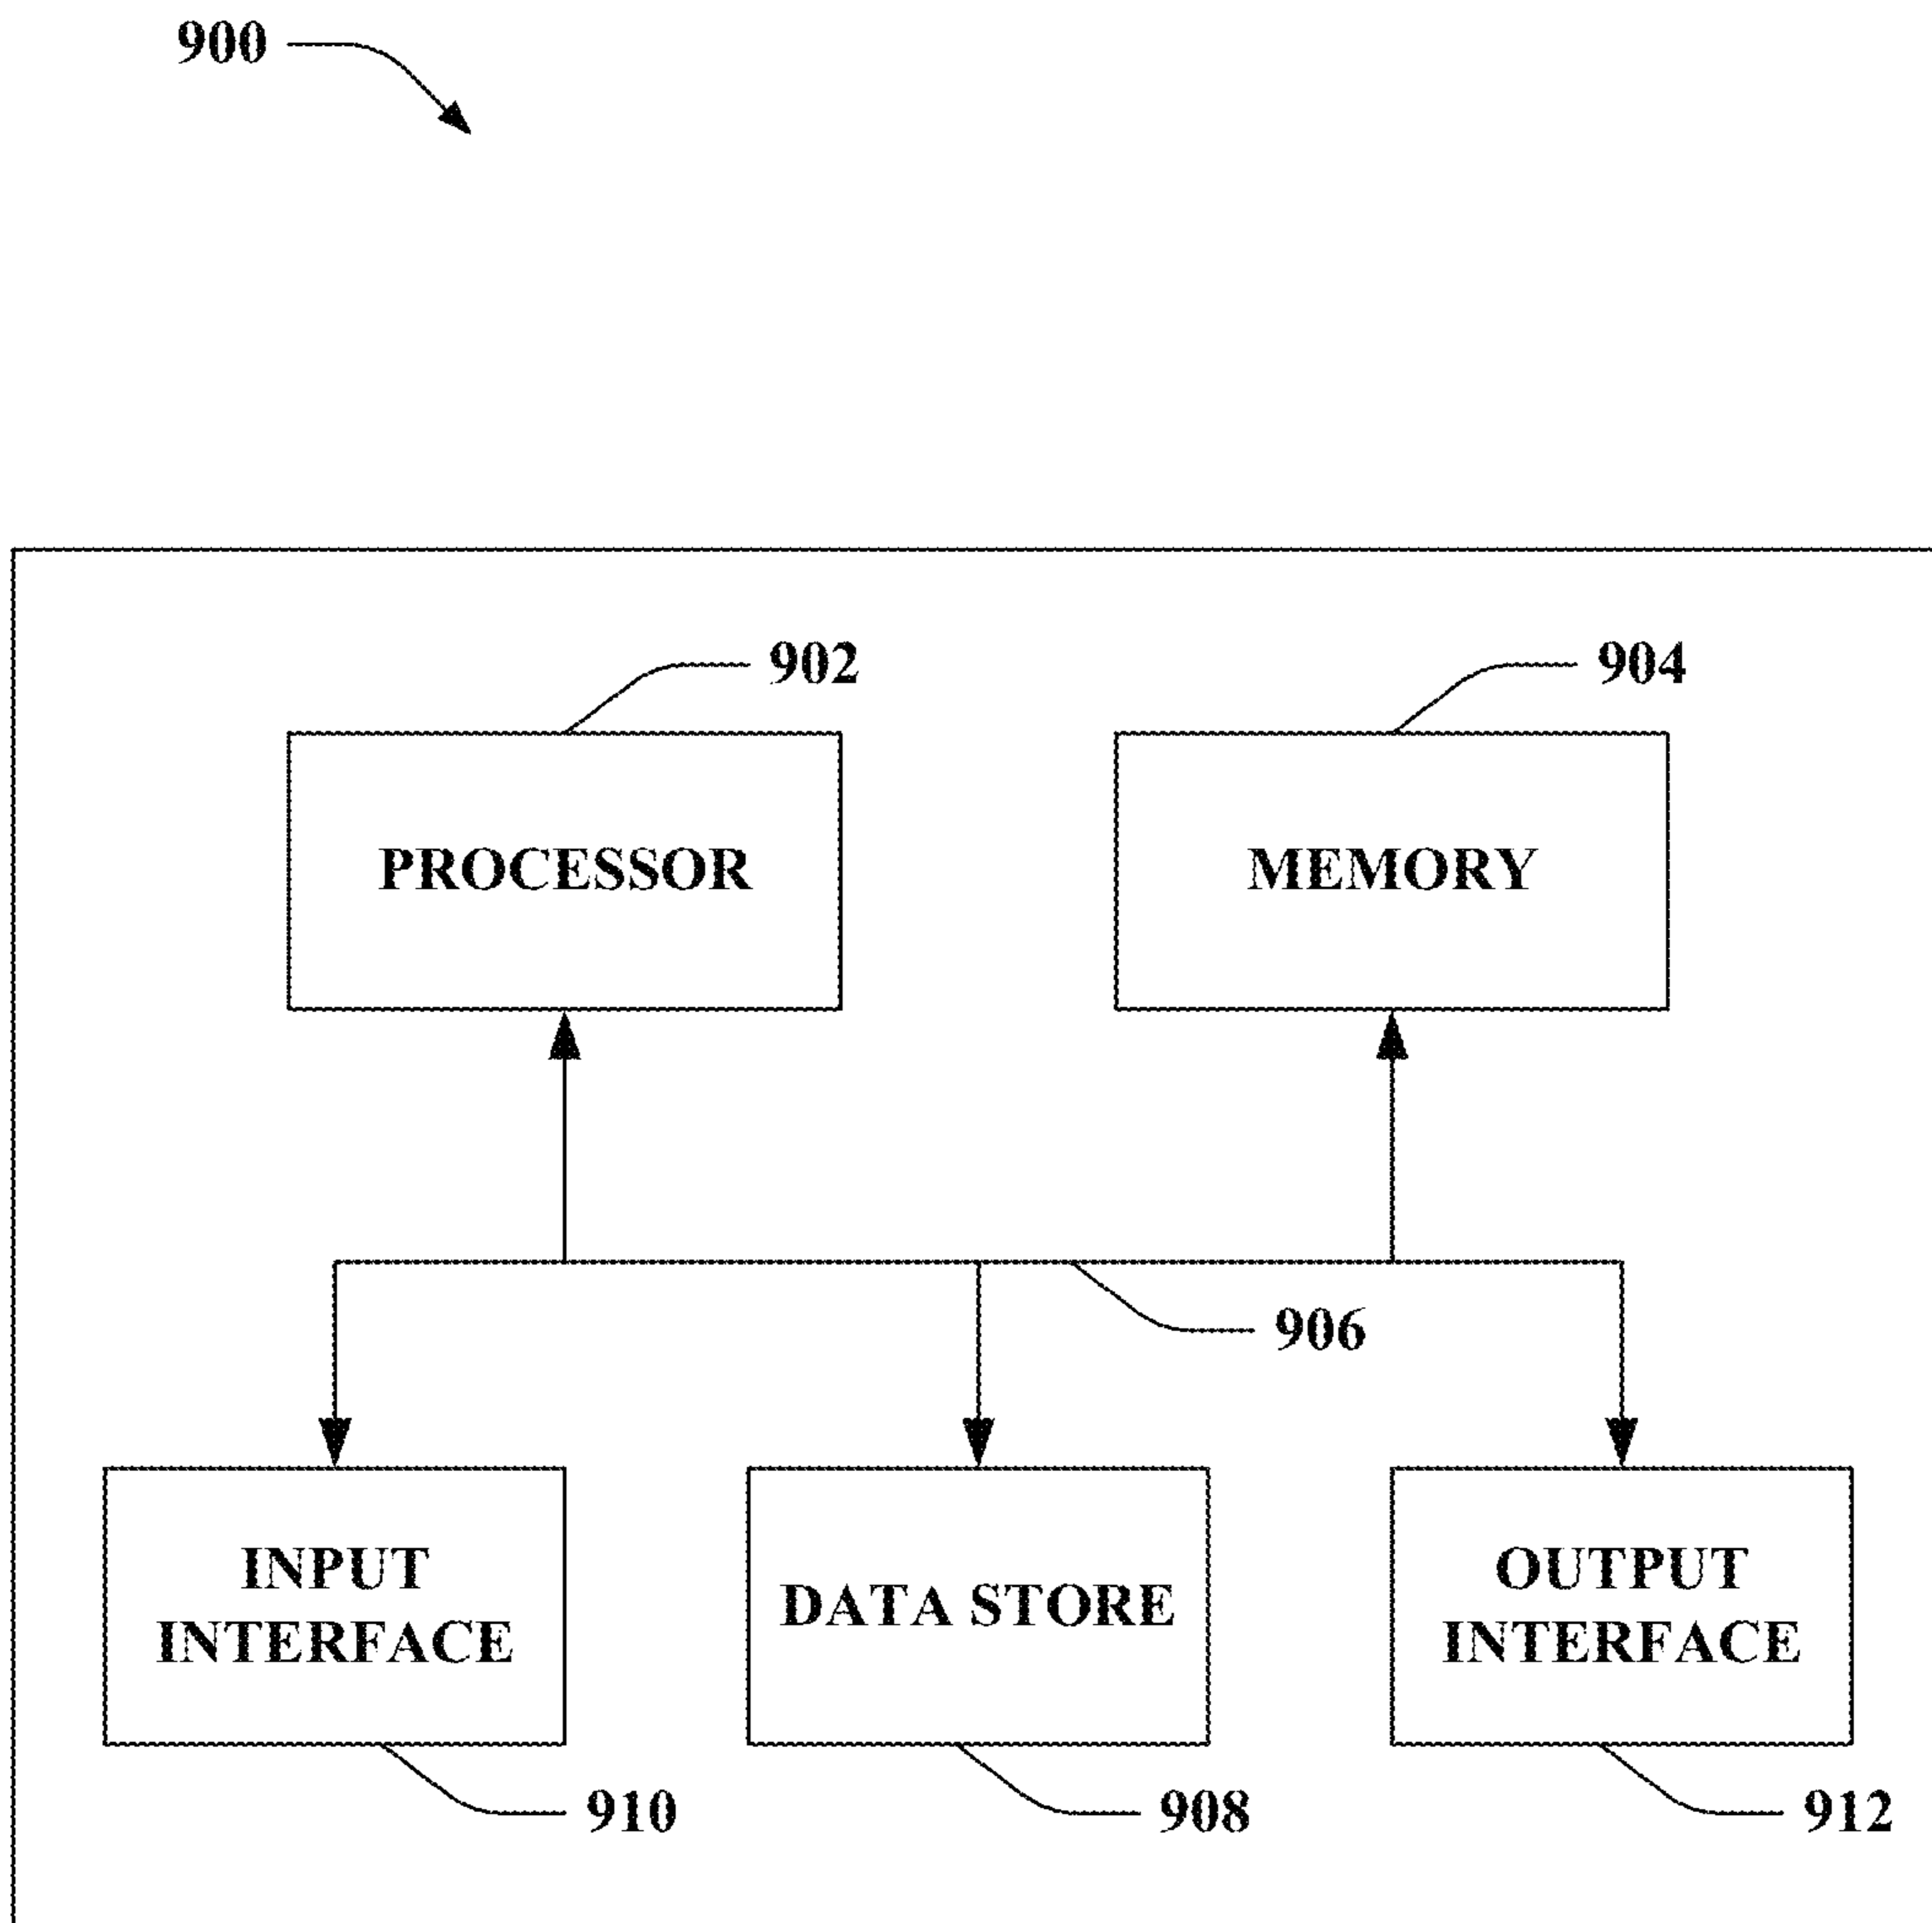 900
902
904
PROCESSOR
MEMORY
906
INPUT
INTERFACE
DATA STORE
OUTPUT
INTERFACE
910
908
912